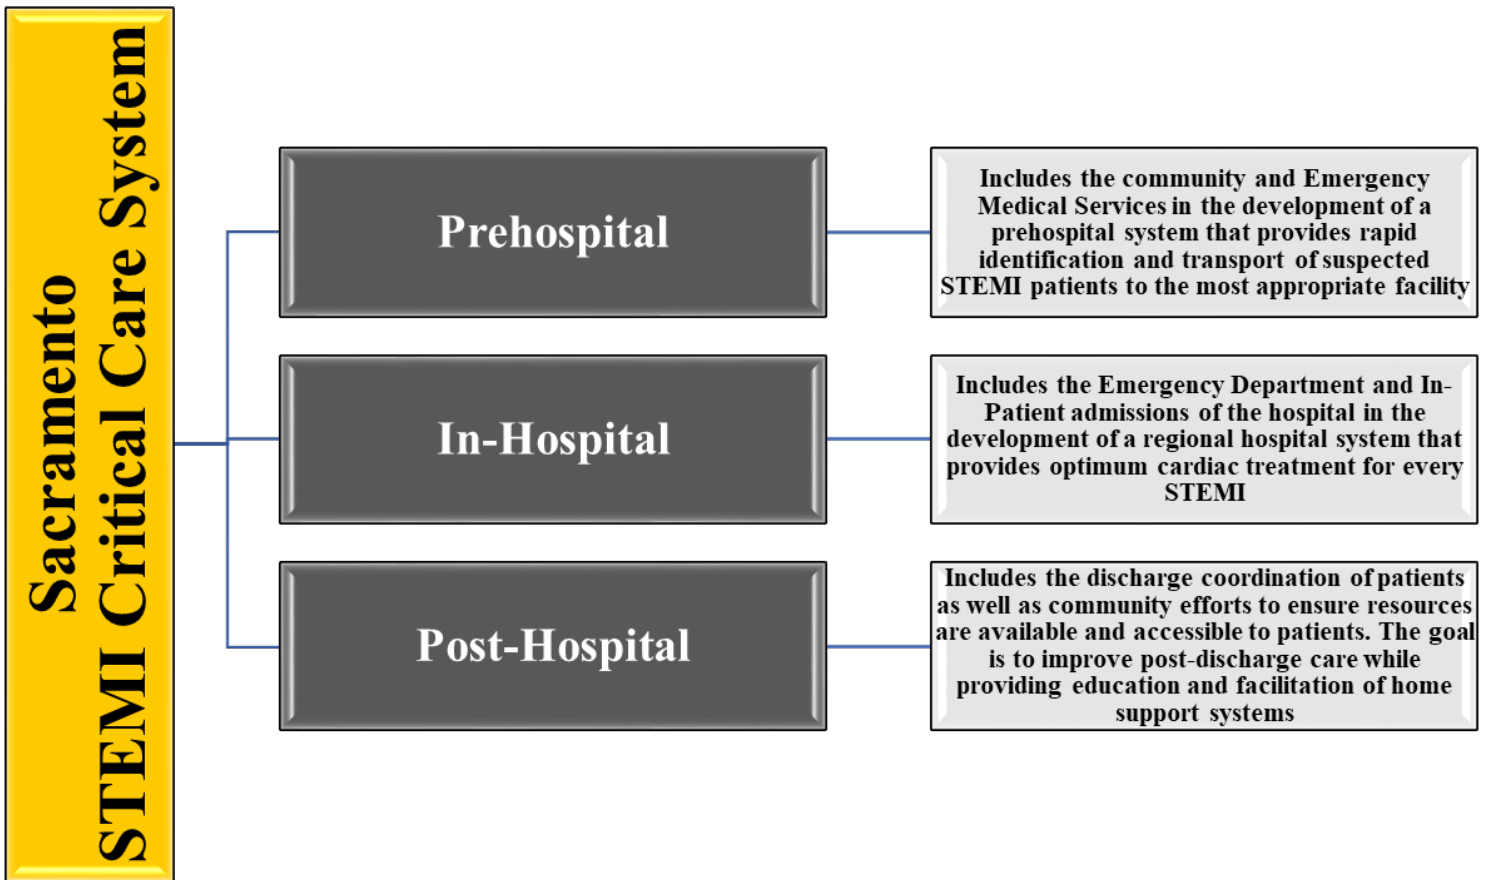 Sacramento
STEMI Critical Care System
Prehospital
Includes the community and Emergency
Medical Services in the development of a
prehospital system that provides rapid
identification and transport of suspected
STEMI patients to the most appropriate facility
In-Hospital
Includes the Emergency Department and In-
Patient admissions of the hospital in the
development of a regional hospital system that
provides optimum cardiac treatment for every
STEMI
Post-Hospital
Includes the discharge coordination of patients
as well as community efforts to ensure resources
are available and accessible to patients. The goal
is to improve post-discharge care while
providing education and facilitation of home
support systems